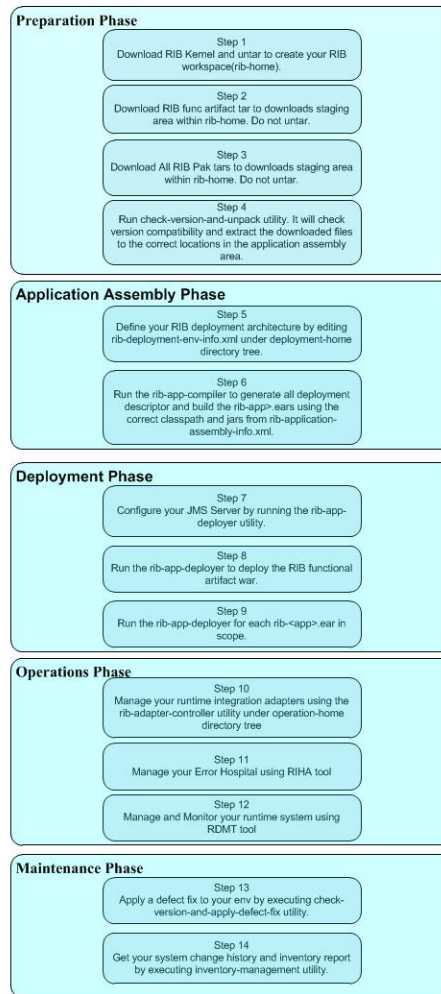 Preparation Phase
Step 1
Download RIB Kernel and untar to create your RIB
workspace(rib-home).
Step 2
Download RIB func artifact tar to downloads staging
area within rib-home. Do not untar.
Step 3
Download All RIB Pak tars to downloads staging area
within rib-home. Do not untar.
Step 4
Run check-version-and-unpack utility. It will check
version compatibility and extract the downloaded files
to the correct locations in the application assembly
area.
Application Assembly Phase
Step 5
Define your RIB deployment architecture by editing
rib-deployment-env-info.xml under deployment-home
directory tree.
Step 6
Run the rib-app-compiler to generate all deployment
descriptor and build the rib-app>.ears using the
correct classpath and jars from rib-application-
assembly-info.xml.
Deployment Phase
Step 7
Configure your JMS Server by running the rib-app-
deployer utility.
Step 8
Run the rib-app-deployer to deploy the RIB functional
artifact war.
Step 9
Run the rib-app-deployer for each rib-<app>.ear in
scope.
Operations Phase
Step 10
Manage your runtime integration adapters using the
rib-adapter-controller utility under operation-home
directory tree
Step 11
Manage your Error Hospital using RIHA tool
Step 12
Manage and Monitor your runtime system using
RDMT tool
Maintenance Phase
Step 13
Apply a defect fix to your env by executing check-
version-and-apply-defect-fix utility.
Step 14
Get your system change history and inventory report
by executing inventory-management utility.